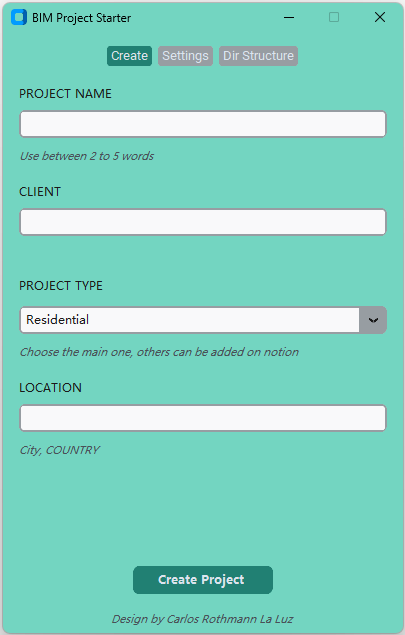 BIM Project Starter
Create Settings Dir Structure
PROJECT NAME
Use between 2 to 5 words
CLIENT
PROJECT TYPE
Residential
Choose the main one, others can be added on notion
LOCATION
City, COUNTRY
Create Project
Design by Carlos Rothmann La Luz